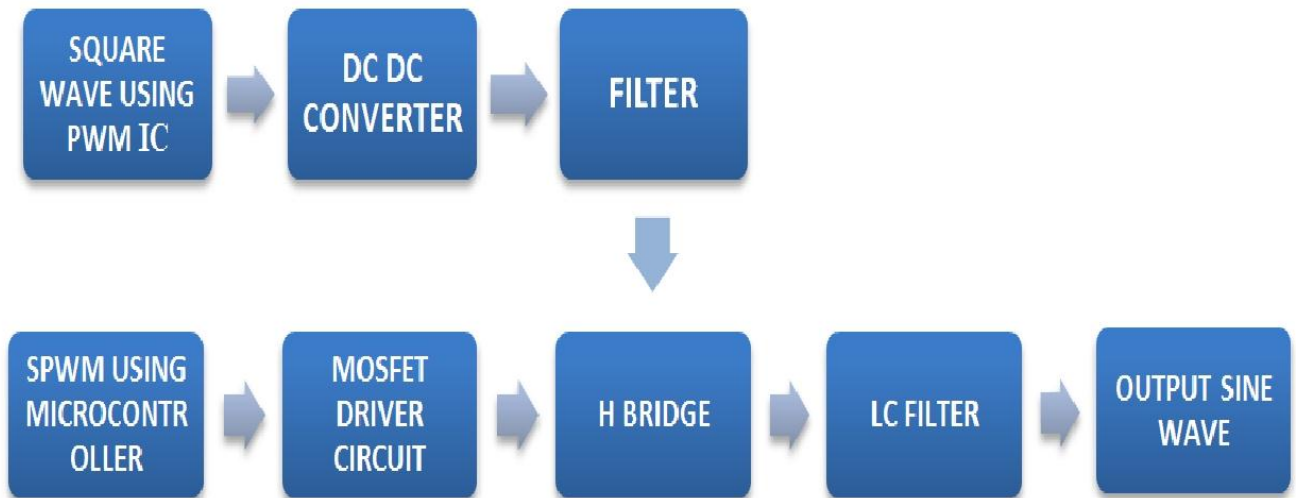 SQUARE
WAVE USING
PWM IC
DC DC
CONVERTER
FILTER
SPWM USING
MICROCONTR
OLLER
MOSFET
DRIVER
CIRCUIT
H BRIDGE
LC FILTER
OUTPUT SINE
WAVE